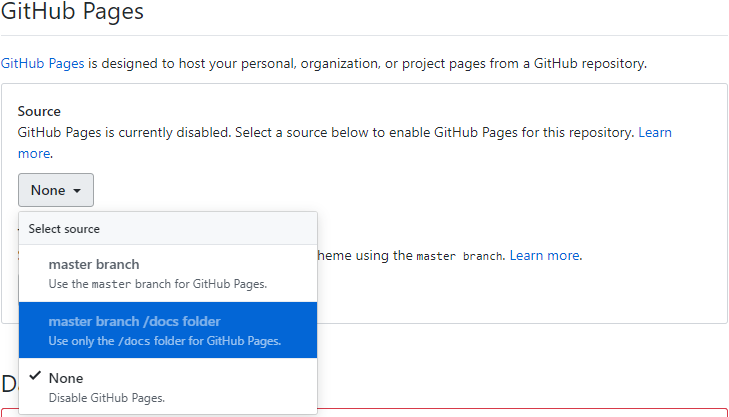 GitHub Pages
GitHub Pages is designed to host your personal, organization, or project pages from a GitHub repository.
Source
GitHub Pages is currently disabled. Select a source below to enable GitHub Pages for this repository. Learn
more.
None
Select source
heme using the master branch. Learn more.
master branch
Use the master branch for GitHub Pages.
master branch /docs folder
Use only the /docs folder for GitHub Pages.
None
Disable GitHub Pages.